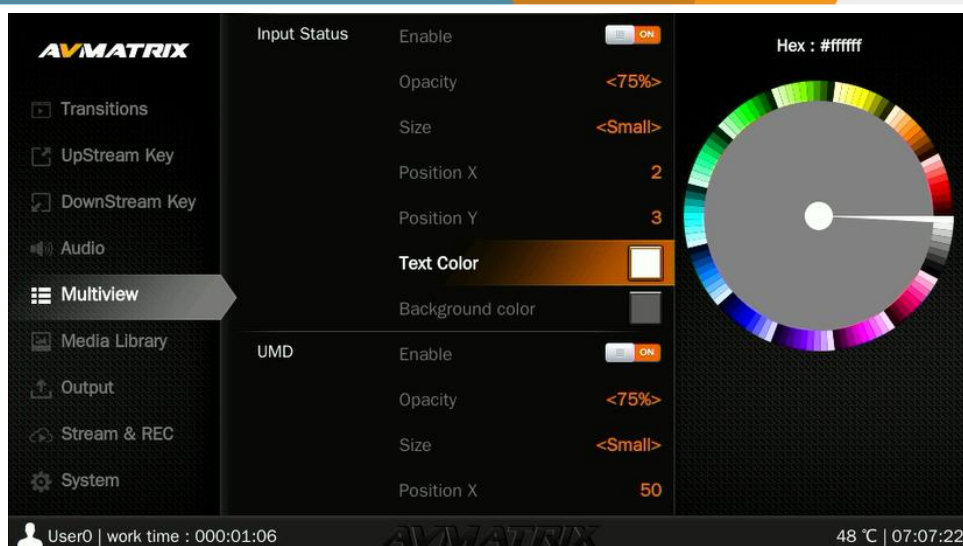 AVMATRIX
Transitions
UpStream Key
DownStream Key
Audio
Multiview
Media Library
Output
Stream & REC
System
Input Status
Enable ON
Opacity <75%>
Size <Small>
Position X 2
Position Y 3
Text Color
Background color
UMD
Enable ON
Opacity <75%>
Size <Small>
Position X 50
Hex : #ffffff
User0 | work time : 000:01:06
AVMATRIX
48 ℃ | 07:07:22